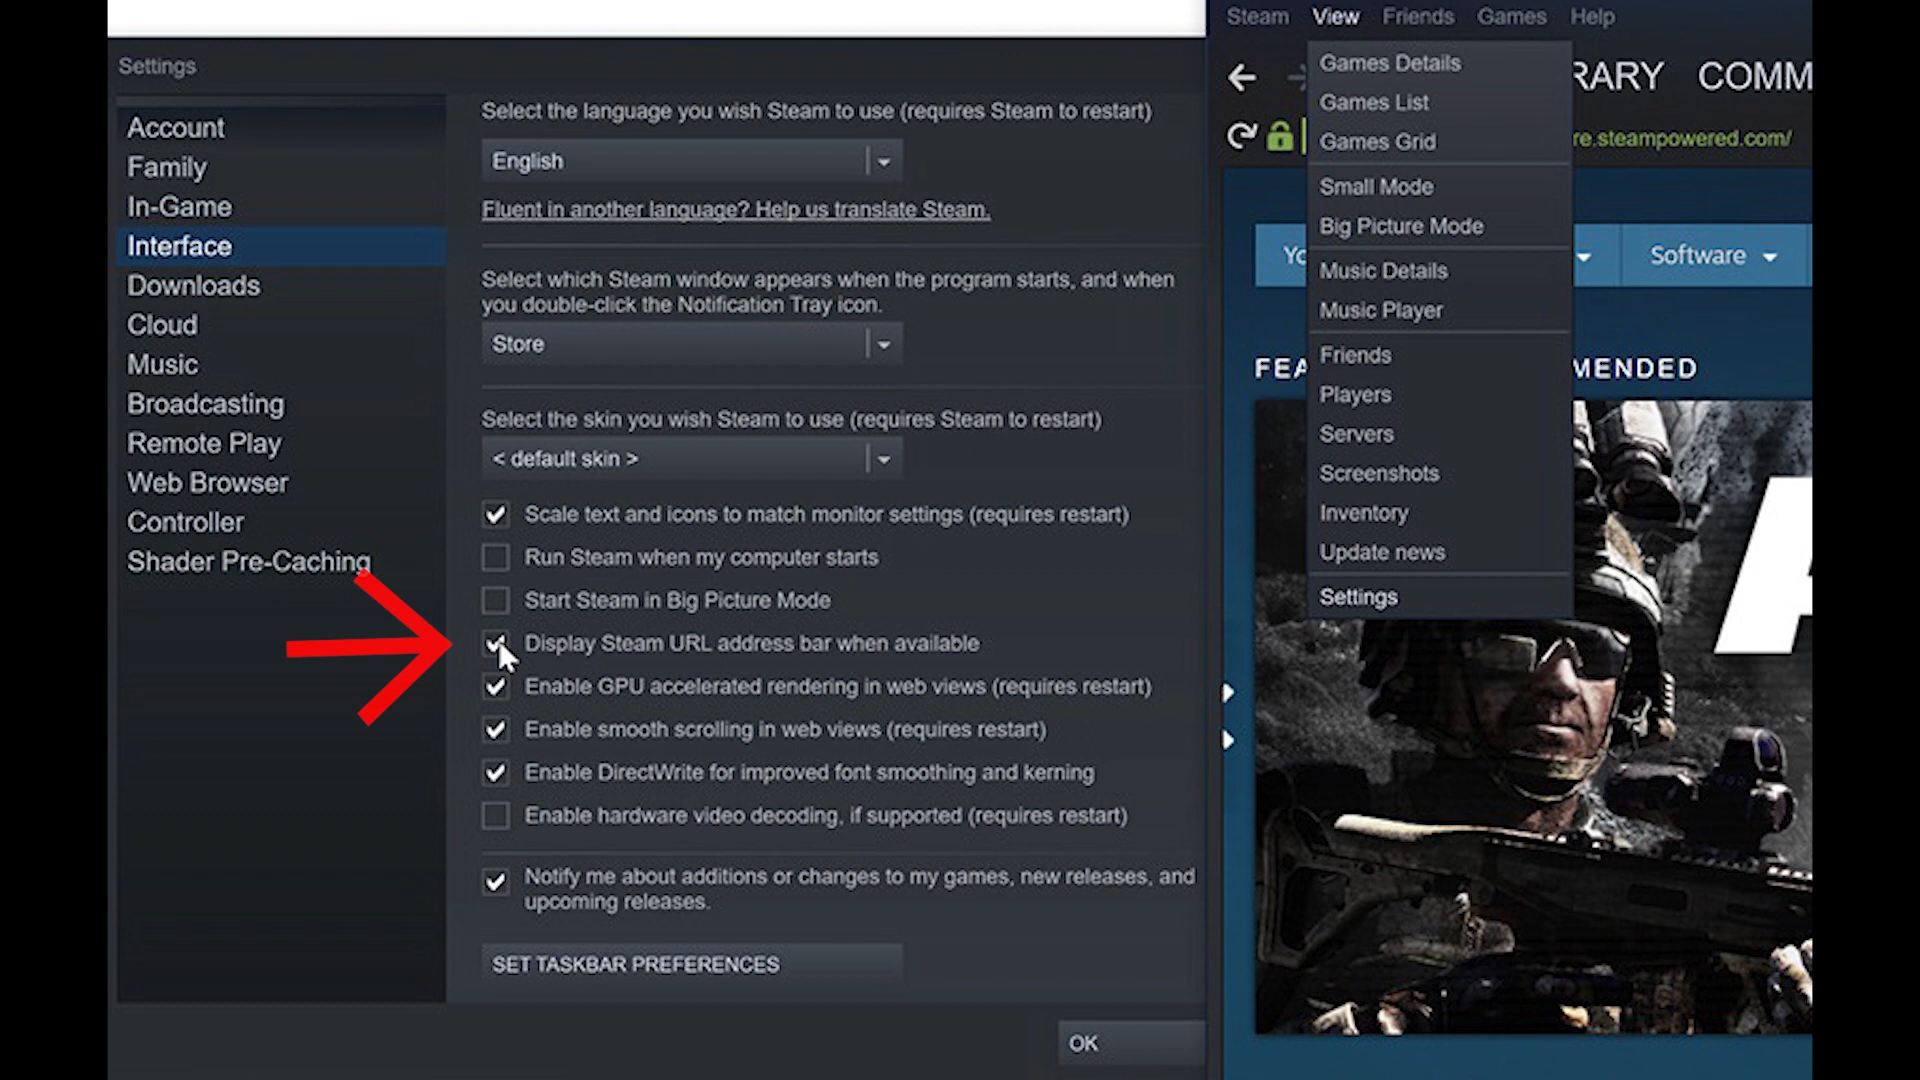 Settings
Account
Family
In-Game
Interface
Downloads
Cloud
Music
Broadcasting
Remote Play
Web Browser
Controller
Shader Pre-Caching
Select the language you wish Steam to use (requires Steam to restart)
English
Fluent in another language? Help us translate Steam.
Select which Steam window appears when the program starts, and when
you double-click the Notification Tray icon.
Store
Select the skin you wish Steam to use (requires Steam to restart)
< default skin >
Scale text and icons to match monitor settings (requires restart)
Run Steam when my computer starts
Start Steam in Big Picture Mode
Display Steam URL address bar when available
Enable GPU accelerated rendering in web views (requires restart)
Enable smooth scrolling in web views (requires restart)
Enable DirectWrite for improved font smoothing and kerning
Enable hardware video decoding, if supported (requires restart)
Notify me about additions or changes to my games, new releases, and
upcoming releases.
SET TASKBAR PREFERENCES
OK
Steam View Friends Games Help
Games Details
Games List
Games Grid
Small Mode
Big Picture Mode
Music Details
Music Player
Friends
Players
Servers
Screenshots
Inventory
Update news
Settings
RARY COMM
re.steampowered.com/
Yo
Software
FEA
MENDED
A